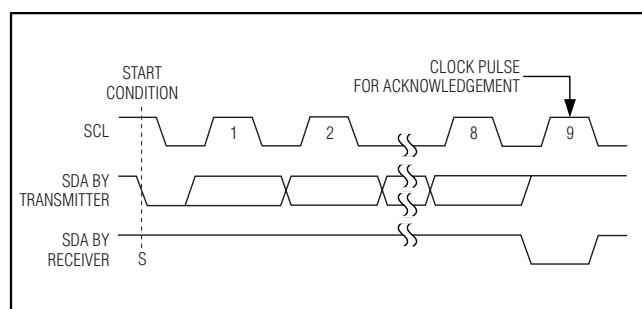 START
CONDITION
CLOCK PULSE
FOR ACKNOWLEDGEMENT
SCL
1
2
8
9
SDA BY
TRANSMITTER
SDA BY
RECEIVER
S